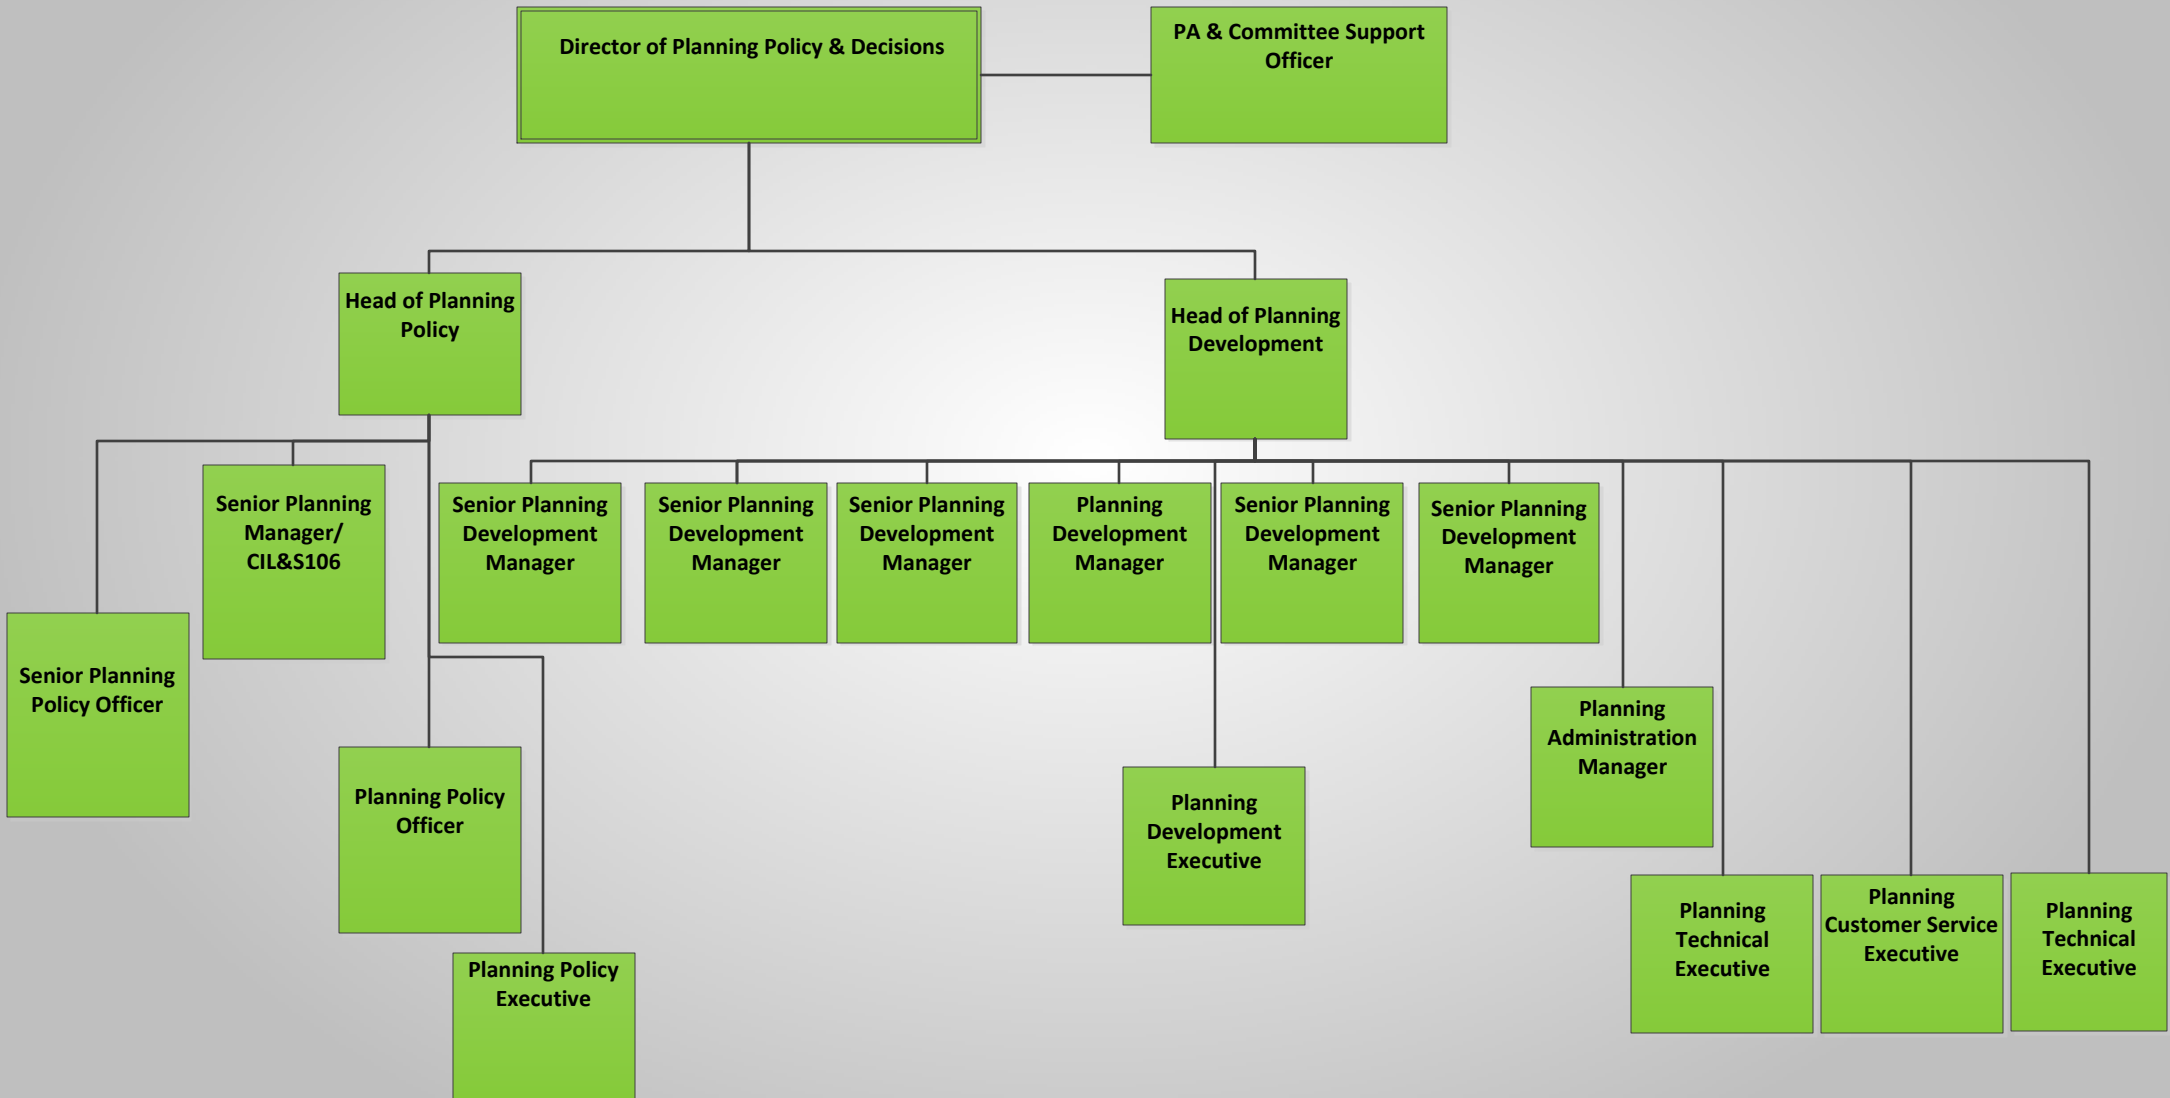 Director of Planning Policy & Decisions
PA & Committee Support
Officer
Head of Planning
Policy
Head of Planning
Development
Senior Planning
Manager/
CIL&S106
Senior Planning
Development
Manager
Senior Planning
Development
Manager
Senior Planning
Development
Manager
Planning
Development
Manager
Senior Planning
Development
Manager
Senior Planning
Development
Manager
Senior Planning
Policy Officer
Planning
Administration
Manager
Planning Policy
Officer
Planning
Development
Executive
Planning
Technical
Executive
Planning
Customer Service
Executive
Planning
Technical
Executive
Planning Policy
Executive